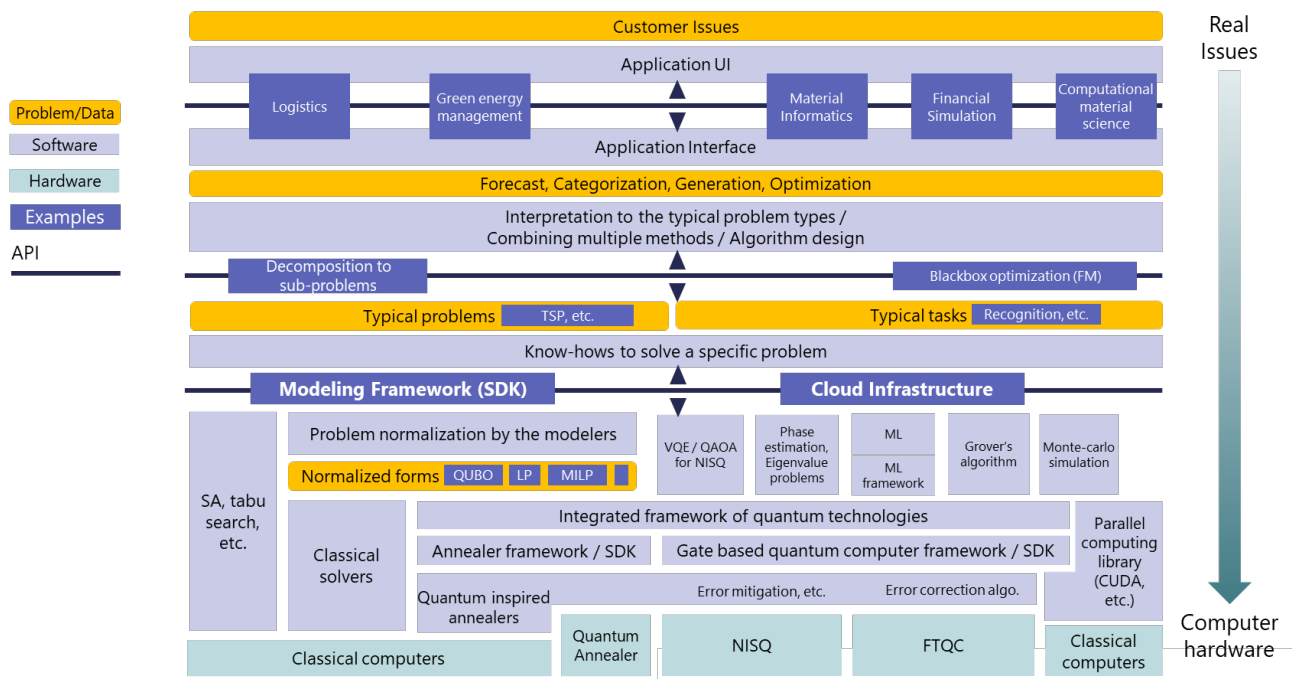 Customer Issues
Real
Issues
Application UI
Logistics
Green energy
management
Material
Informatics
Financial
Simulation
Computational
material
science
Problem/Data
Software
Hardware
Examples
API
Application Interface
Forecast, Categorization, Generation, Optimization
Interpretation to the typical problem types /
Combining multiple methods / Algorithm design
Decomposition to
sub-problems
Blackbox optimization (FM)
Typical problems
TSP, etc.
Typical tasks
Recognition, etc.
Know-hows to solve a specific problem
Modeling Framework (SDK)
Cloud Infrastructure
SA, tabu
search,
etc.
Problem normalization by the modelers
Normalized forms
QUBO
LP
MILP
VQE / QAOA
for NISQ
Phase
estimation,
Eigenvalue
problems
ML
ML
framework
Grover's
algorithm
Monte-carlo
simulation
Classical
solvers
Integrated framework of quantum technologies
Annealer framework / SDK
Gate based quantum computer framework / SDK
Parallel
computing
library
(CUDA,
etc.)
Quantum inspired
annealers
Error mitigation, etc.
Error correction algo.
Classical computers
Quantum
Annealer
NISQ
FTQC
Classical
computers
Computer
hardware